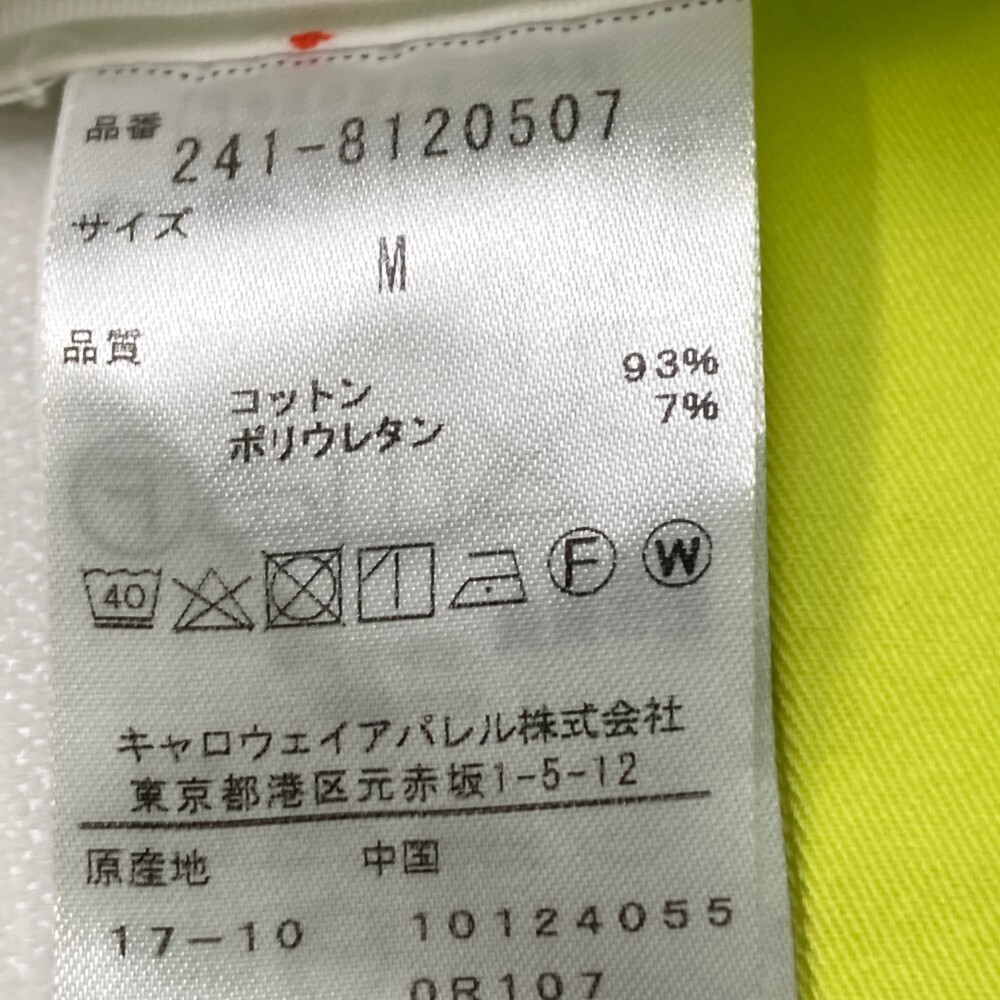 品番 241-8120507
サイズ
M
品質
コットン 93%
ポリウレタン 7%
40 F W
キャロウェイアパレル株式会社
東京都港区元赤坂1-5-12
原産地 中国
17-10 10124055
0R107